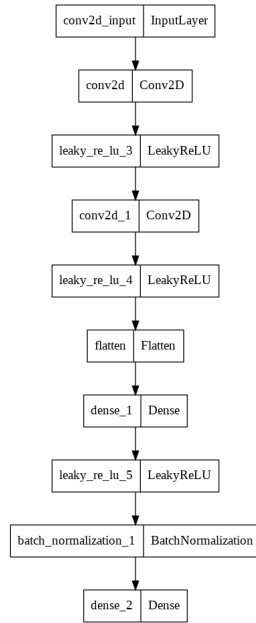 conv2d_input InputLayer
conv2d Conv2D
leaky_re_lu_3 LeakyReLU
conv2d_1 Conv2D
leaky_re_lu_4 LeakyReLU
flatten Flatten
dense_1 Dense
leaky_re_lu_5 LeakyReLU
batch_normalization_1 BatchNormalization
dense_2 Dense